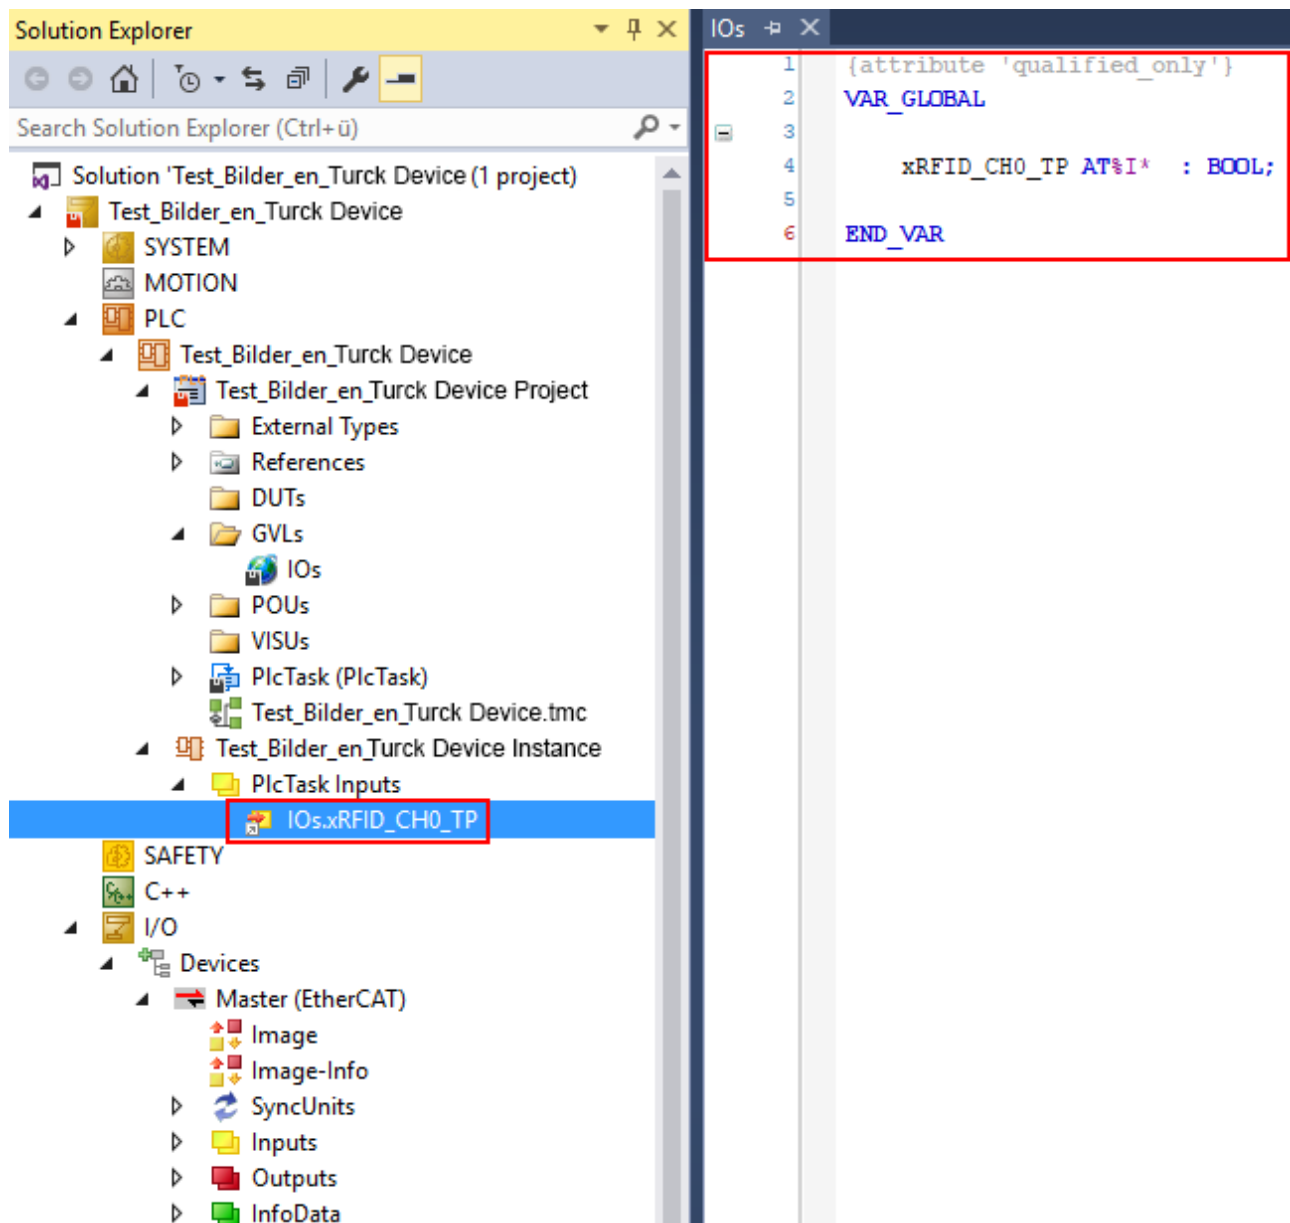 Solution Explorer
Search Solution Explorer (Ctrl+ü)
Solution 'Test_Bilder_en_Turck Device (1 project)
Test_Bilder_en_Turck Device
SYSTEM
MOTION
PLC
Test_Bilder_en_Turck Device
Test_Bilder_en_Turck Device Project
External Types
References
DUTs
GVLs
IOs
POUs
VISUs
PlcTask (PlcTask)
Test_Bilder_en_Turck Device.tmc
Test_Bilder_en_Turck Device Instance
PlcTask Inputs
IOs.xRFID_CH0_TP
SAFETY
C++
I/O
Devices
Master (EtherCAT)
Image
Image-Info
SyncUnits
Inputs
Outputs
InfoData
IOs
1 {attribute 'qualified_only'}
2 VAR_GLOBAL
3
4 xRFID_CH0_TP AT%I* : BOOL;
5
6 END_VAR